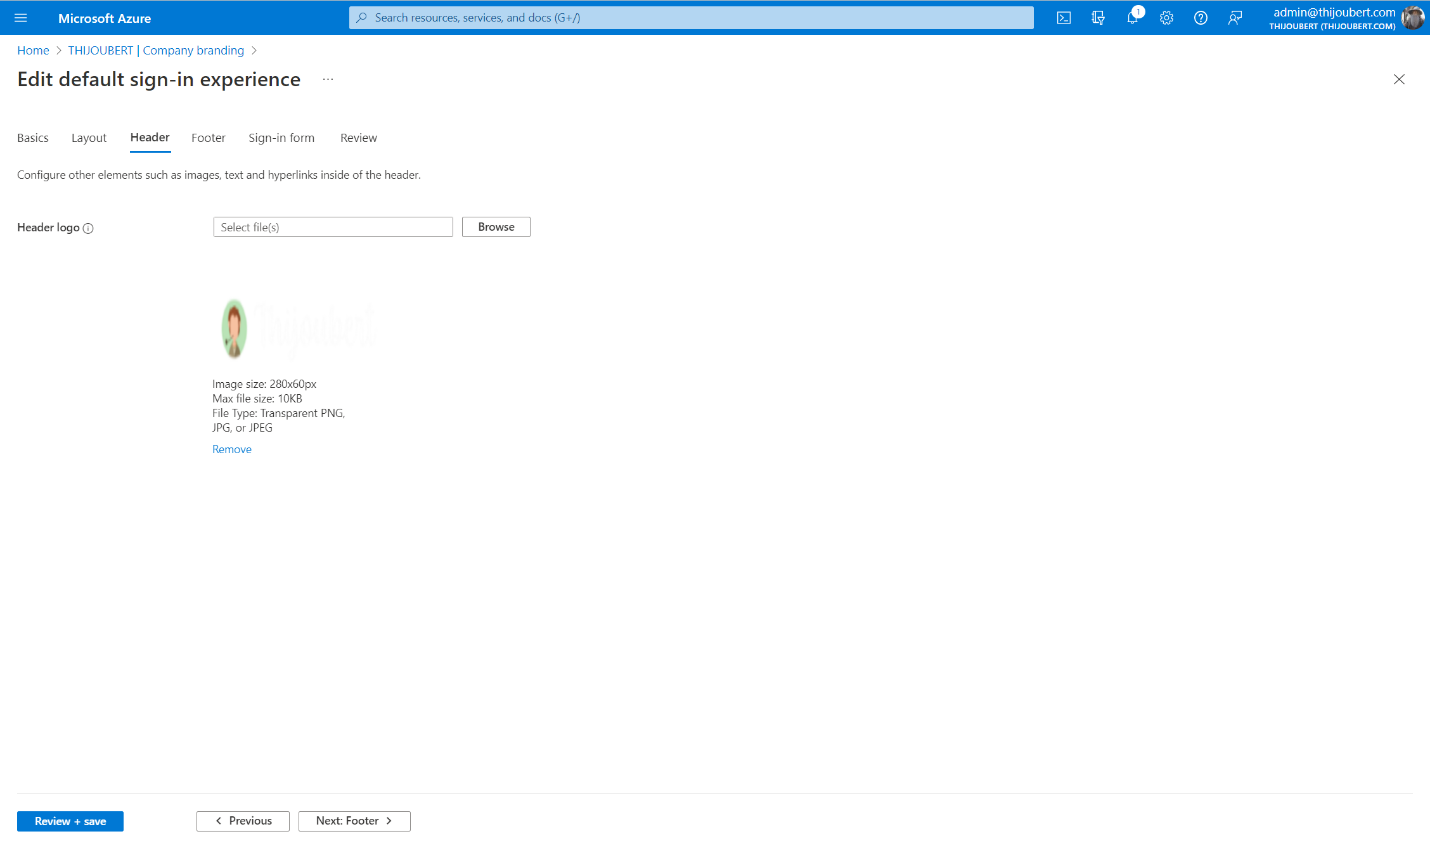 Microsoft Azure
Search resources, services, and docs (G+/)
1
admin@thijoubert.com
THIJOUBERT (THIJOUBERT.COM)
Home > THIJOUBERT | Company branding >
Edit default sign-in experience ...
Basics Layout Header Footer Sign-in form Review
Configure other elements such as images, text and hyperlinks inside of the header.
Header logo
Select file(s)
Browse
Thijoubert
Image size: 280x60px
Max file size: 10KB
File Type: Transparent PNG,
JPG, or JPEG
Remove
Review + save
< Previous
Next: Footer >